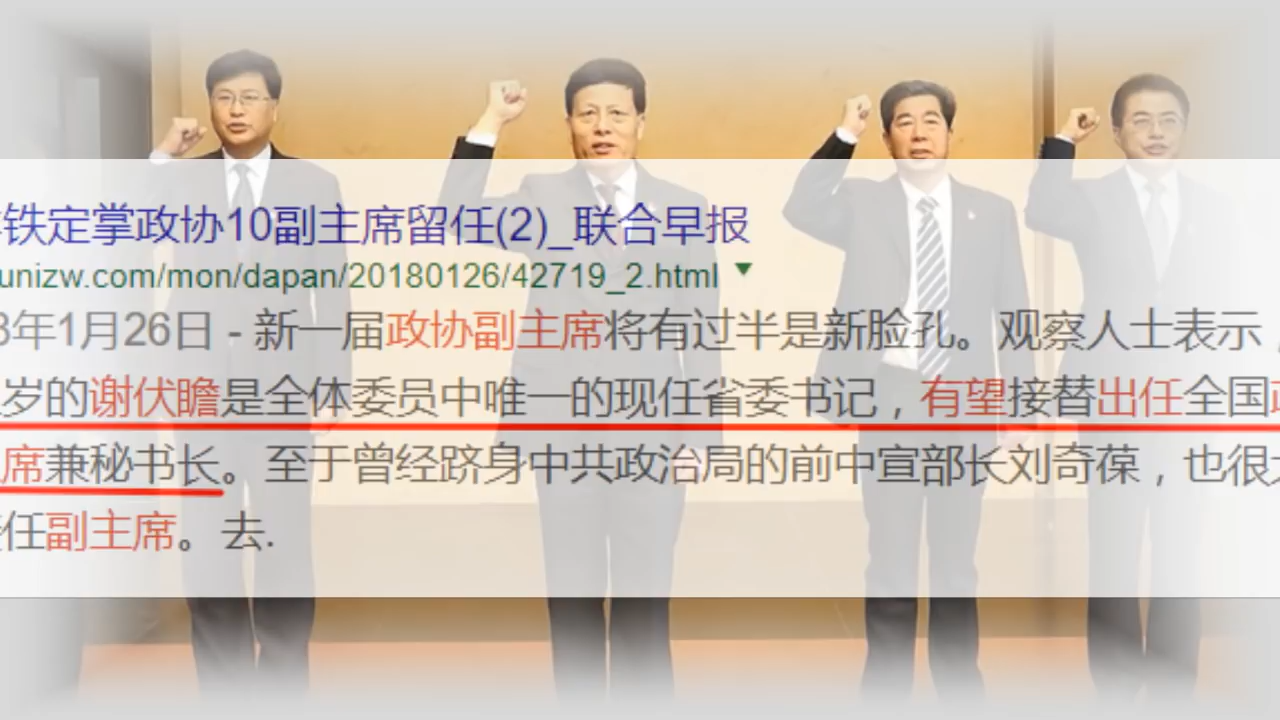 铁定掌政协10副主席留任(2)_联合早报
unizw.com/mon/dapan/20180126/42719_2.html
8年1月26日 - 新一届政协副主席将有过半是新脸孔。观察人士表示，
岁的谢伏瞻是全体委员中唯一的现任省委书记，有望接替出任全国政
席兼秘书长。至于曾经跻身中共政治局的前中宣部长刘奇葆，也很大
任副主席。去.